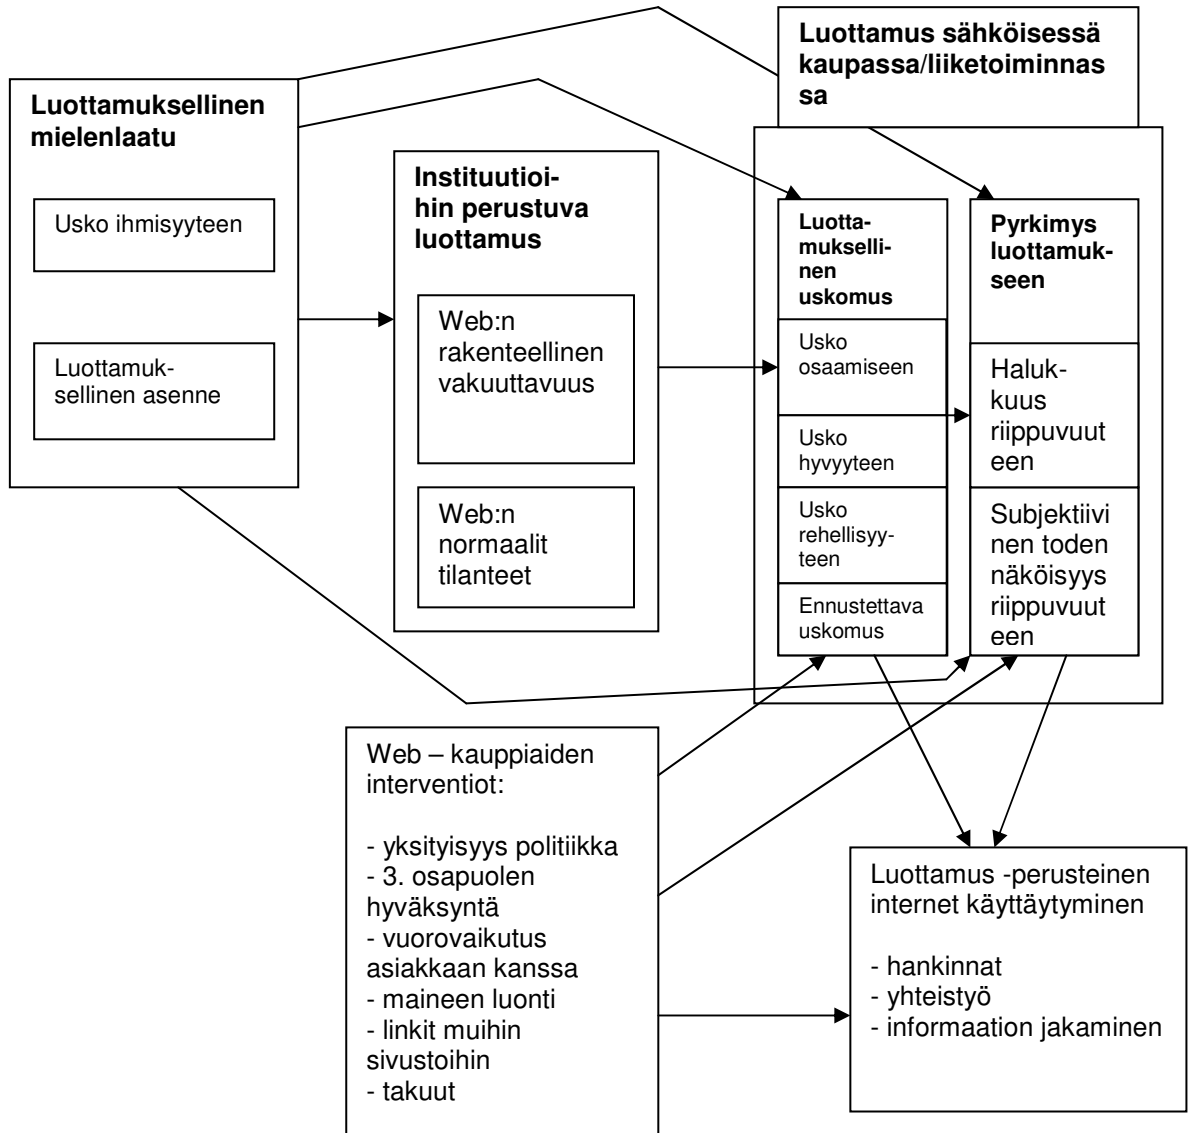 Luottamus sähköisessä
kaupassa/liiketoiminnas
sa
Luottamuksellinen
mielenlaatu
Usko ihmisyyteen
Luottamuk-
sellinen asenne
Instituutioi-
hin perustuva
luottamus
Web:n
rakenteellinen
vakuuttavuus
Web:n
normaalit
tilanteet
Luotta-
mukselli-
nen
uskomus
Usko
osaamiseen
Usko
hyvyyteen
Usko
rehellisyy-
teen
Ennustettava
uskomus
Pyrkimys
luottamuk-
seen
Haluk-
kuus
riippuvuut
een
Subjektiivi
nen toden
näköisyys
riippuvuut
een
Web – kauppiaiden
interventiot:
- yksityisyys politiikka
- 3. osapuolen
hyväksyntä
- vuorovaikutus
asiakkaan kanssa
- maineen luonti
- linkit muihin
sivustoihin
- takuut
Luottamus -perusteinen
internet käyttäytyminen
- hankinnat
- yhteistyö
- informaation jakaminen